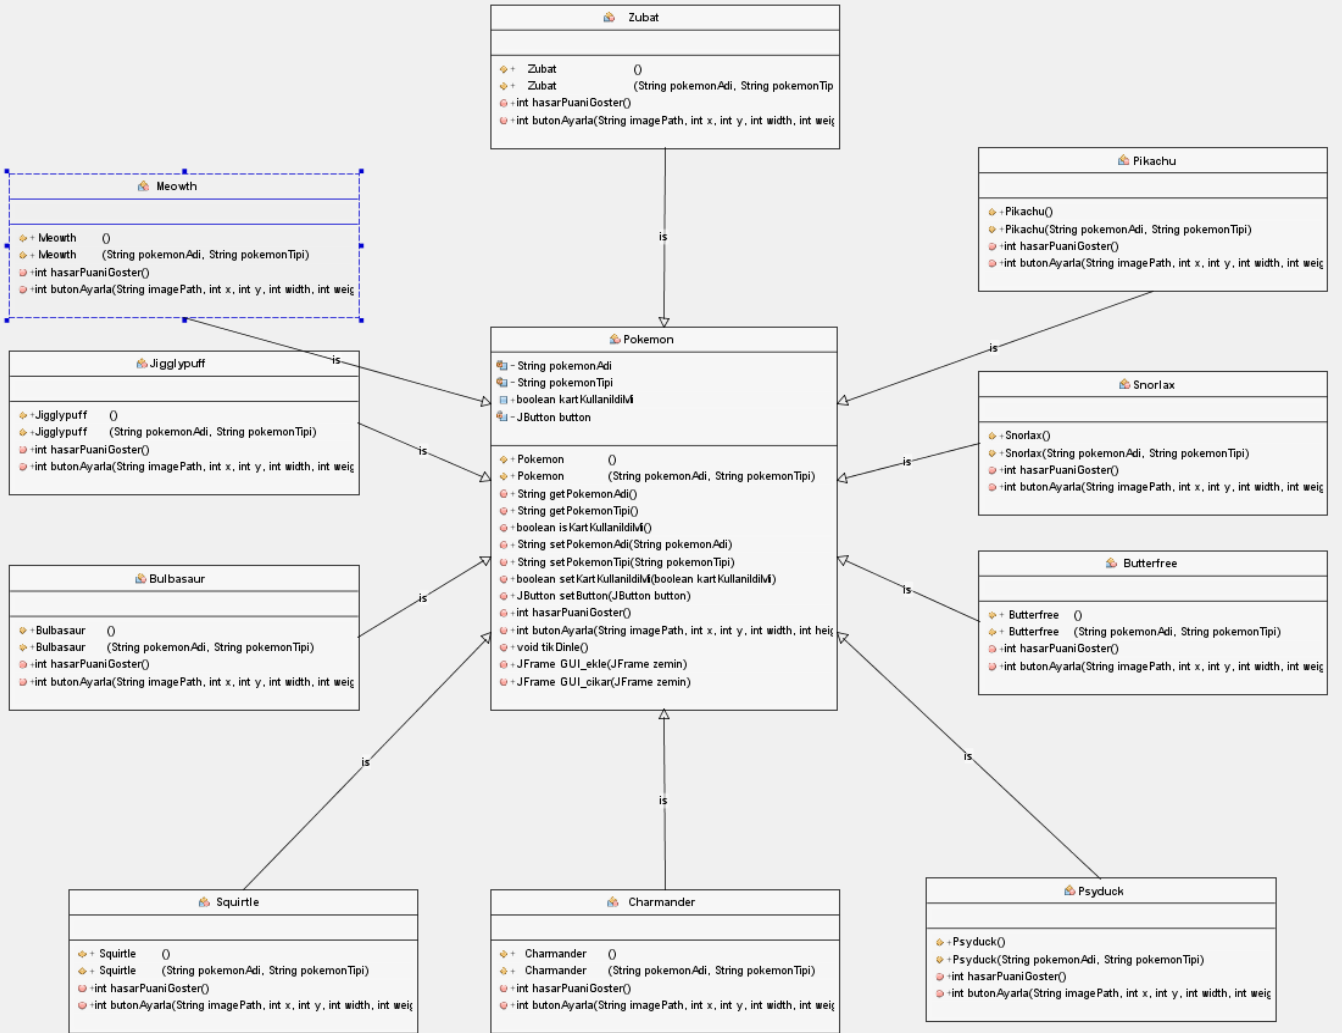 Zubat
+ Zubat ()
+ Zubat (String pokemonAdi, String pokemonTip
+int hasarPuaniGoster()
+int butonAyarla(String imagePath, int x, int y, int width, int weig
is
Meowth
+ Meowth ()
+ Meowth (String pokemonAdi, String pokemonTipi)
+int hasarPuaniGoster()
+int butonAyarla(String imagePath, int x, int y, int width, int weig
is
Pikachu
+Pikachu()
+Pikachu(String pokemonAdi, String pokemonTipi)
+int hasarPuaniGoster()
+int butonAyarla(String imagePath, int x, int y, int width, int weig
is
Pokemon
- String pokemonAdi
- String pokemonTipi
+boolean kartKullanildiMi
- JButton button
+ Pokemon ()
+ Pokemon (String pokemonAdi, String pokemonTipi)
+ String getPokemonAdi()
+ String getPokemonTipi()
+boolean isKartKullanildiMi()
+ String setPokemonAdi(String pokemonAdi)
+ String setPokemonTipi(String pokemonTipi)
+boolean setKartKullanildiMi(boolean kartKullanildiMi)
+ JButton setButton(JButton button)
+ int hasarPuaniGoster()
+int butonAyarla(String imagePath, int x, int y, int width, int heig
+ void tikDinle()
+ JFrame GUI_ekle(JFrame zemin)
+ JFrame GUI_cikar(JFrame zemin)
Jigglypuff
+Jigglypuff ()
+Jigglypuff (String pokemonAdi, String pokemonTipi)
+int hasarPuaniGoster()
+int butonAyarla(String imagePath, int x, int y, int width, int weig
is
Snorlax
+Snorlax()
+Snorlax(String pokemonAdi, String pokemonTipi)
+int hasarPuaniGoster()
+int butonAyarla(String imagePath, int x, int y, int width, int weig
is
Bulbasaur
+Bulbasaur ()
+Bulbasaur (String pokemonAdi, String pokemonTipi)
+int hasarPuaniGoster()
+int butonAyarla(String imagePath, int x, int y, int width, int weig
is
Butterfree
+ Butterfree ()
+ Butterfree (String pokemonAdi, String pokemonTipi)
+int hasarPuaniGoster()
+int butonAyarla(String imagePath, int x, int y, int width, int weig
is
is
is
is
Squirtle
+ Squirtle ()
+ Squirtle (String pokemonAdi, String pokemonTipi)
+int hasarPuaniGoster()
+int butonAyarla(String imagePath, int x, int y, int width, int weig
Charmander
+ Charmander ()
+ Charmander (String pokemonAdi, String pokemonTipi)
+int hasarPuaniGoster()
+int butonAyarla(String imagePath, int x, int y, int width, int weig
Psyduck
+Psyduck()
+Psyduck(String pokemonAdi, String pokemonTipi)
+int hasarPuaniGoster()
+int butonAyarla(String imagePath, int x, int y, int width, int weig